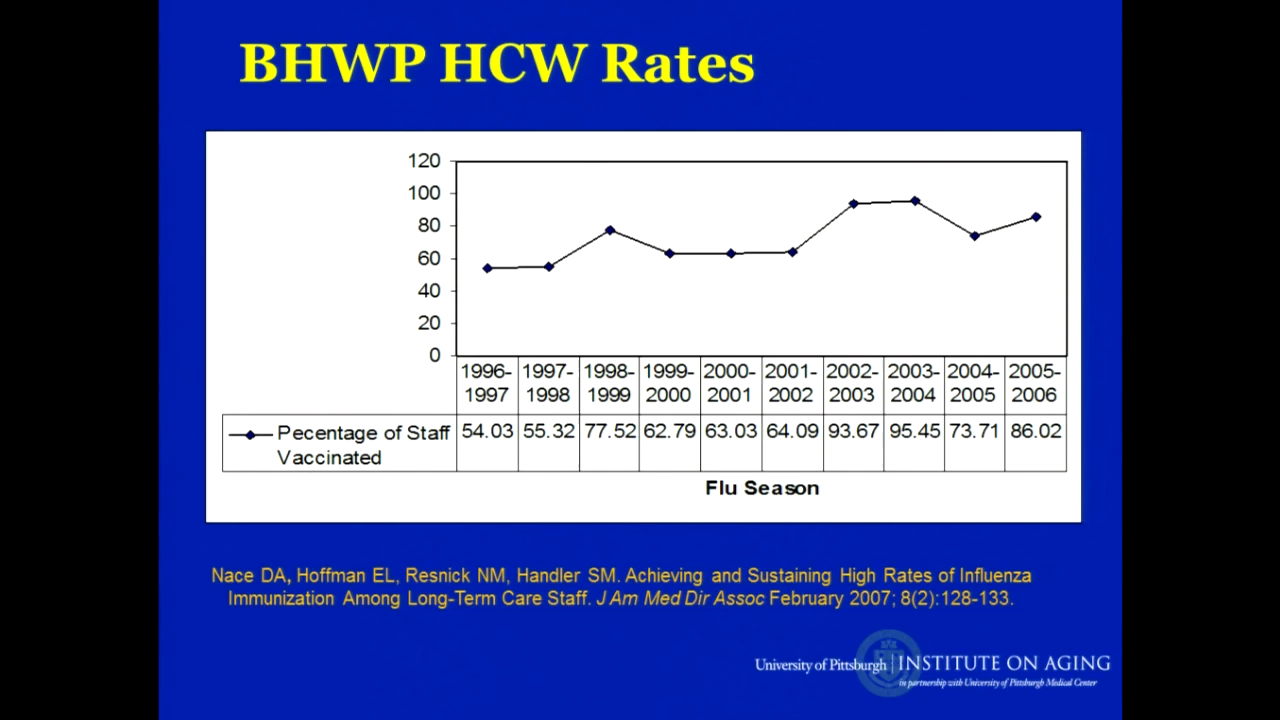 BHWP HCW Rates
120
100
80
60
40
20
0
1996- 1997- 1998- 1999- 2000- 2001- 2002- 2003- 2004- 2005-
1997 1998 1999 2000 2001 2002 2003 2004 2005 2006
Pecentage of Staff 54.03 55.32 77.52 62.79 63.03 64.09 93.67 95.45 73.71 86.02
Vaccinated
Flu Season
Nace DA, Hoffman EL, Resnick NM, Handler SM. Achieving and Sustaining High Rates of Influenza
Immunization Among Long-Term Care Staff. J Am Med Dir Assoc February 2007; 8(2):128-133.
University of Pittsburgh | INSTITUTE ON AGING
in partnership with University of Pittsburgh Medical Center